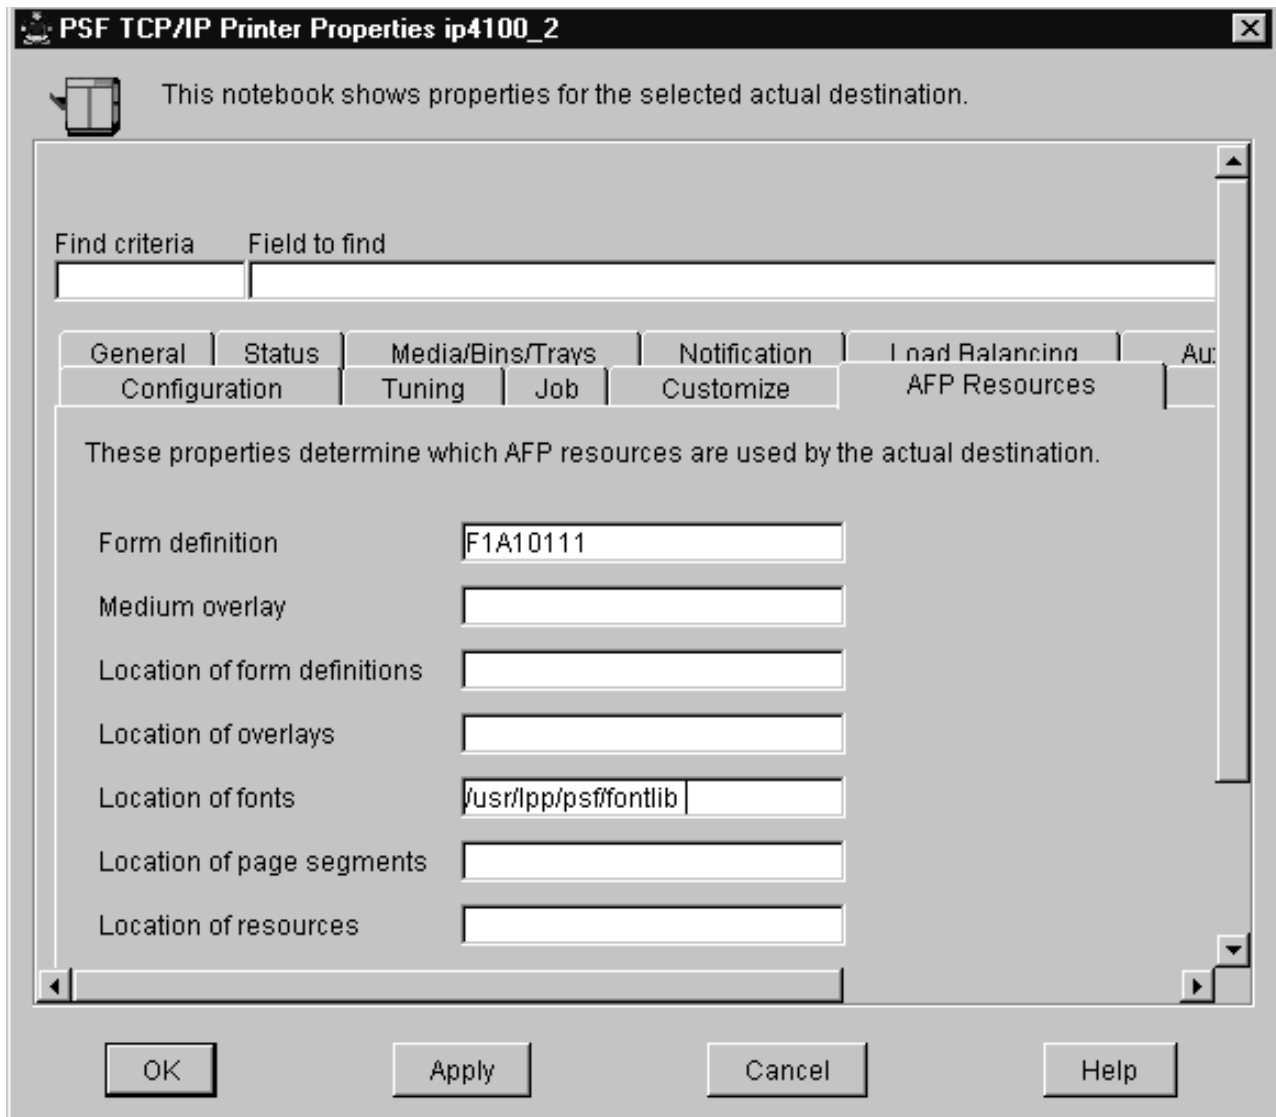 PSF TCP/IP Printer Properties ip4100_2
This notebook shows properties for the selected actual destination.
Find criteria Field to find
General Status Media/Bins/Trays Notification Load Balancing
Configuration Tuning Job Customize AFP Resources
These properties determine which AFP resources are used by the actual destination.
Form definition F1A10111
Medium overlay
Location of form definitions
Location of overlays
Location of fonts /usr/lpp/psf/fontlib
Location of page segments
Location of resources
OK Apply Cancel Help